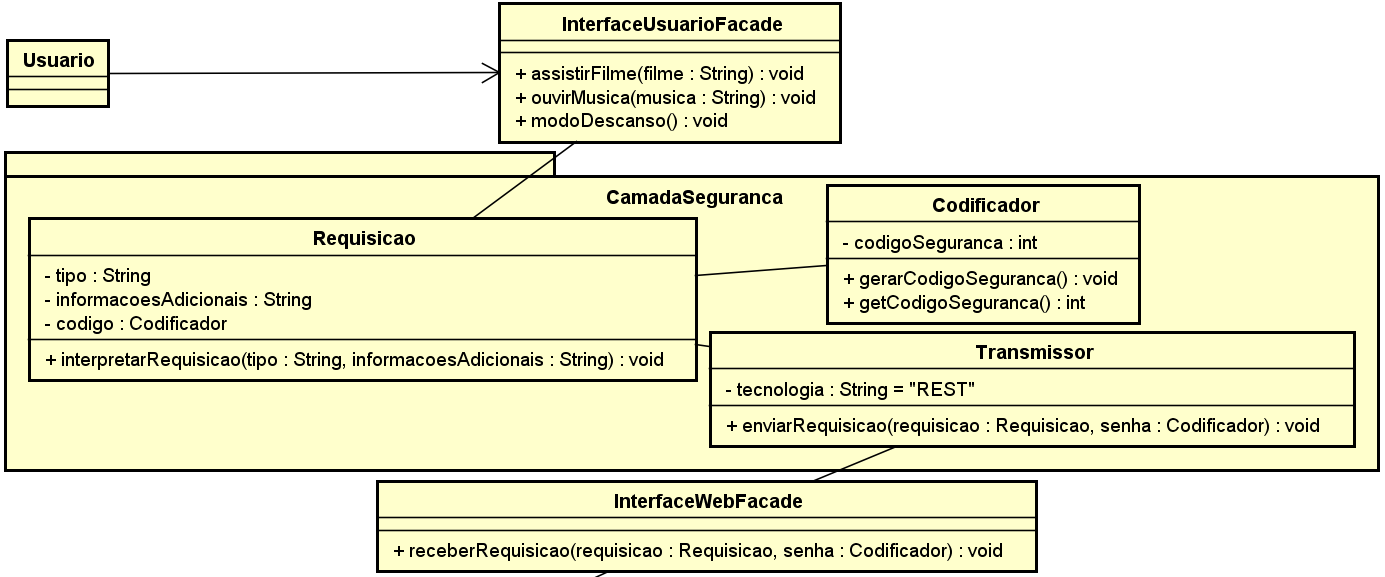 Usuario
InterfaceUsuarioFacade
+ assistirFilme(filme : String) : void
+ ouvirMusica(musica : String) : void
+ modoDescanso() : void
CamadaSeguranca
Requisicao
- tipo : String
- informacoesAdicionais : String
- codigo : Codificador
+ interpretarRequisicao(tipo : String, informacoesAdicionais : String) : void
Codificador
- codigoSeguranca : int
+ gerarCodigoSeguranca() : void
+ getCodigoSeguranca() : int
Transmissor
- tecnologia : String = "REST"
+ enviarRequisicao(requisicao : Requisicao, senha : Codificador) : void
InterfaceWebFacade
+ receberRequisicao(requisicao : Requisicao, senha : Codificador) : void